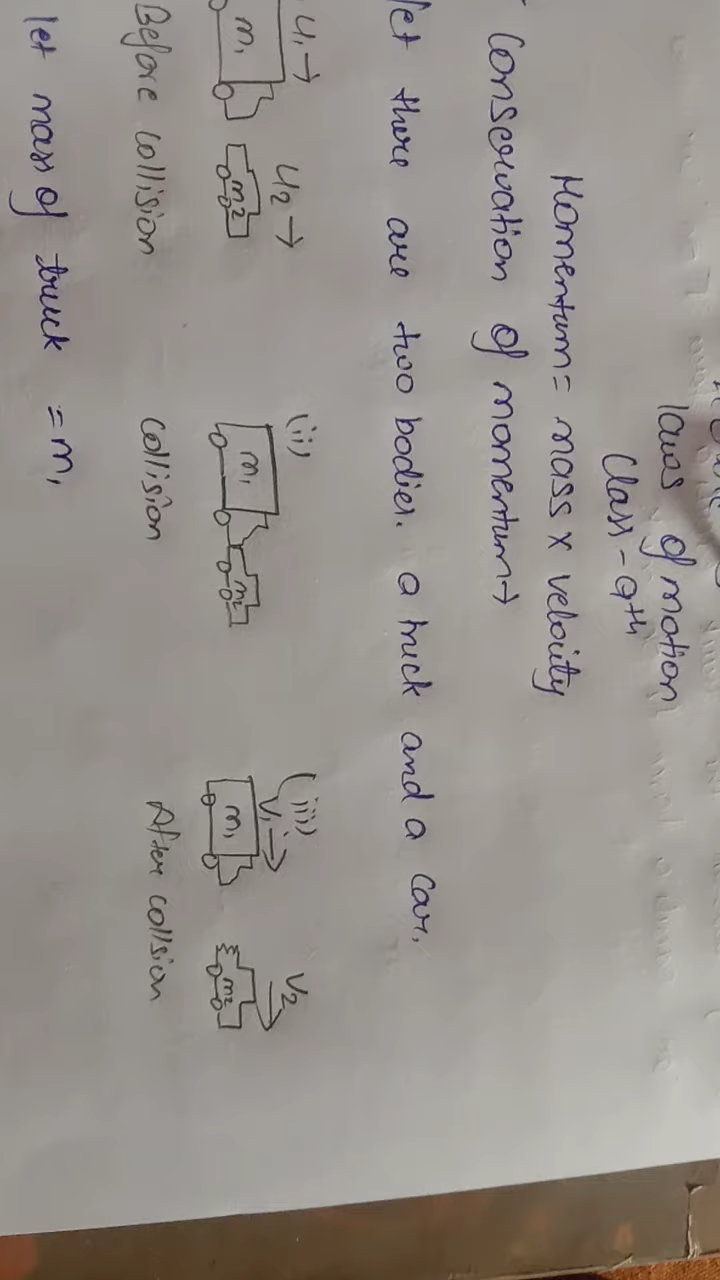 laws of motion
Class - 9th
Momentum = mass x velocity
Conservation of momentum →
let there are two bodies. a truck and a car.
(ii) (iii)
U₁ → U₂ → V₁ → V₂
m₁ m₂ m₁ m₂ m₁ m₂
Before collision collision After collsion
let mass of truck = m₁